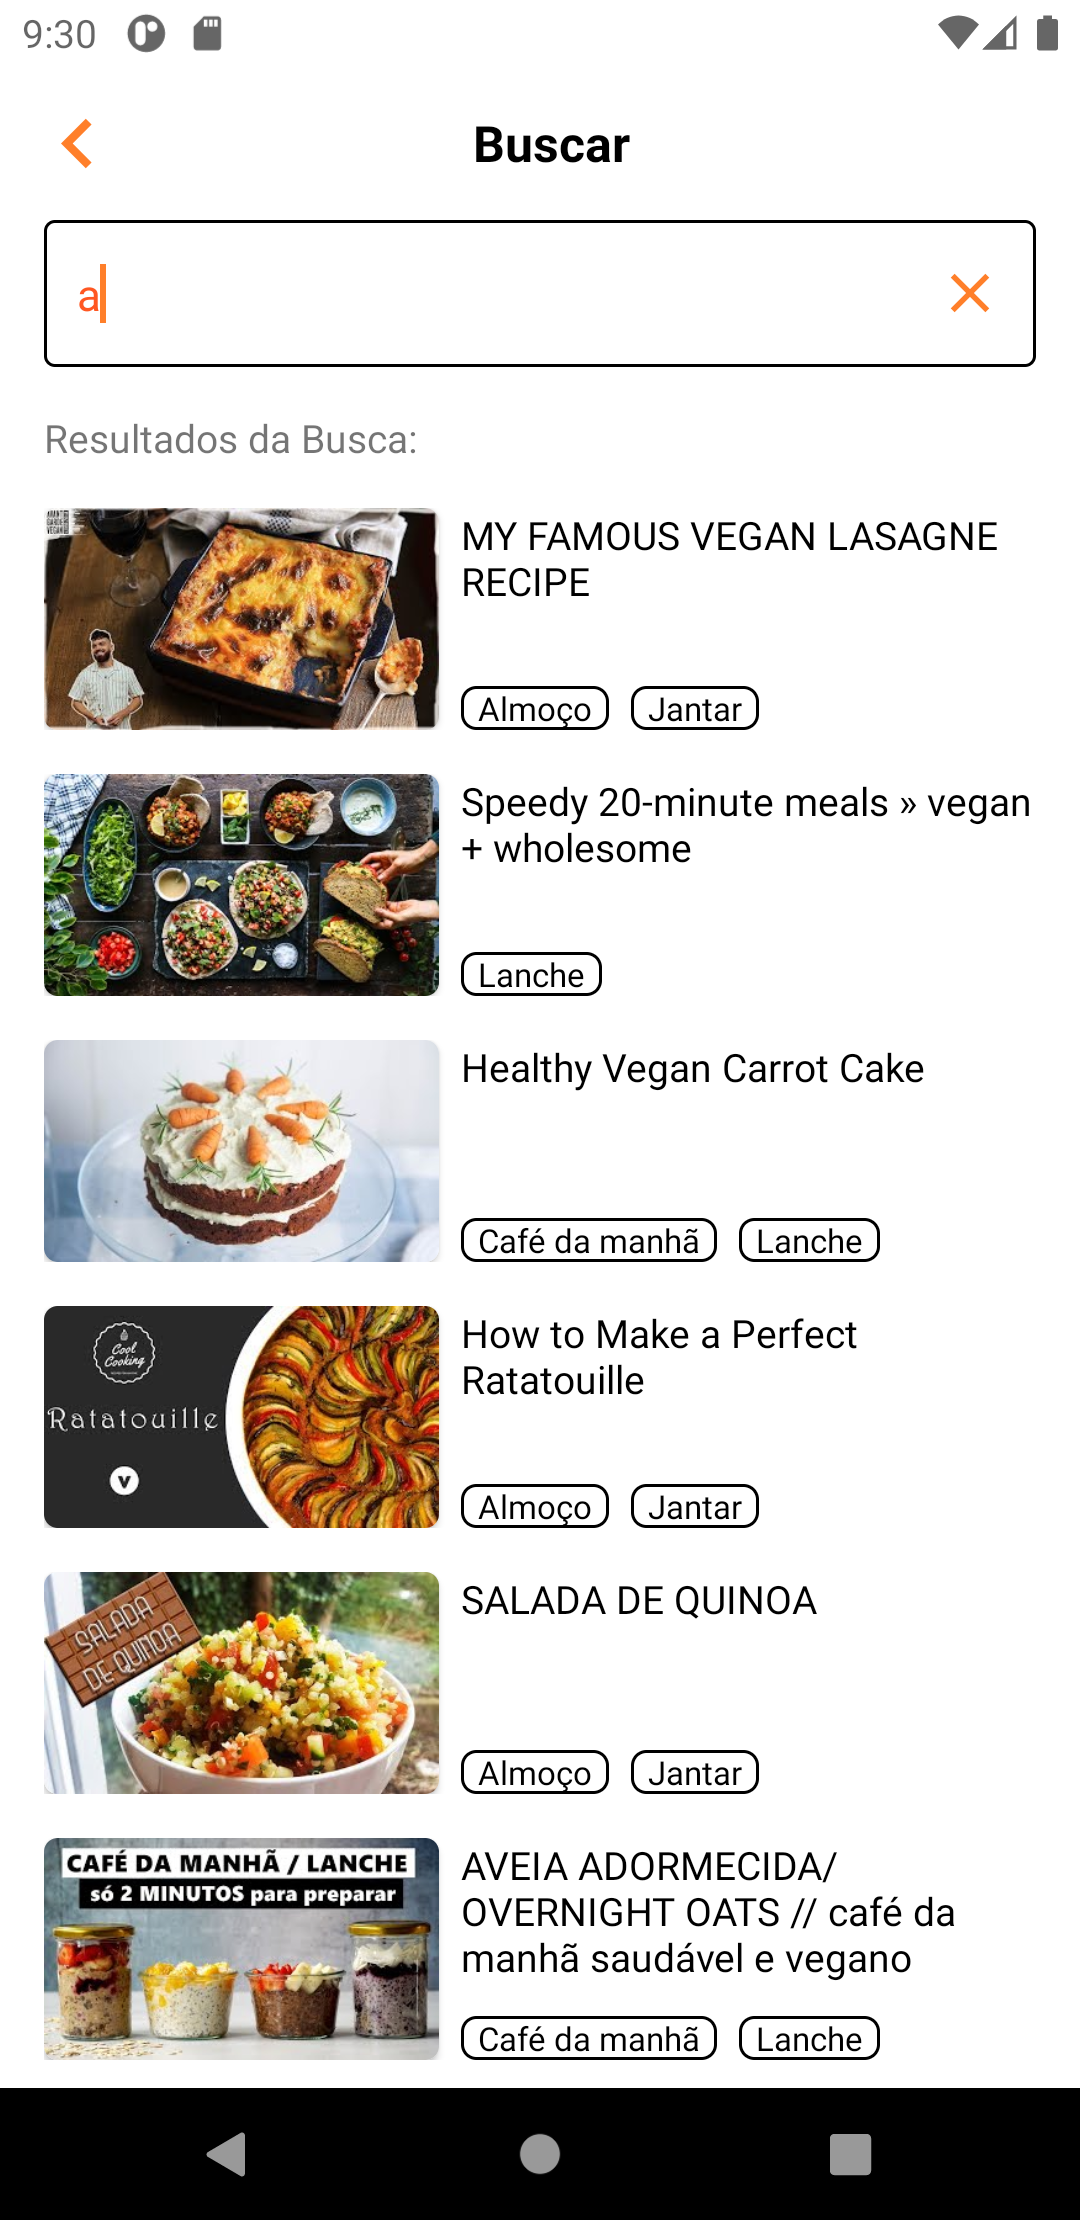 9:30
Buscar
a
Resultados da Busca:
AVANT
GARDE
VEGAN
MY FAMOUS VEGAN LASAGNE
RECIPE
Almoço Jantar
Speedy 20-minute meals » vegan
+ wholesome
Lanche
Healthy Vegan Carrot Cake
Café da manhã Lanche
Cool
Cooking
Ratatouille
V
How to Make a Perfect
Ratatouille
Almoço Jantar
SALADA
DE QUINOA
SALADA DE QUINOA
Almoço Jantar
CAFÉ DA MANHÃ / LANCHE
só 2 MINUTOS para preparar
AVEIA ADORMECIDA/
OVERNIGHT OATS // café da
manhã saudável e vegano
Café da manhã Lanche